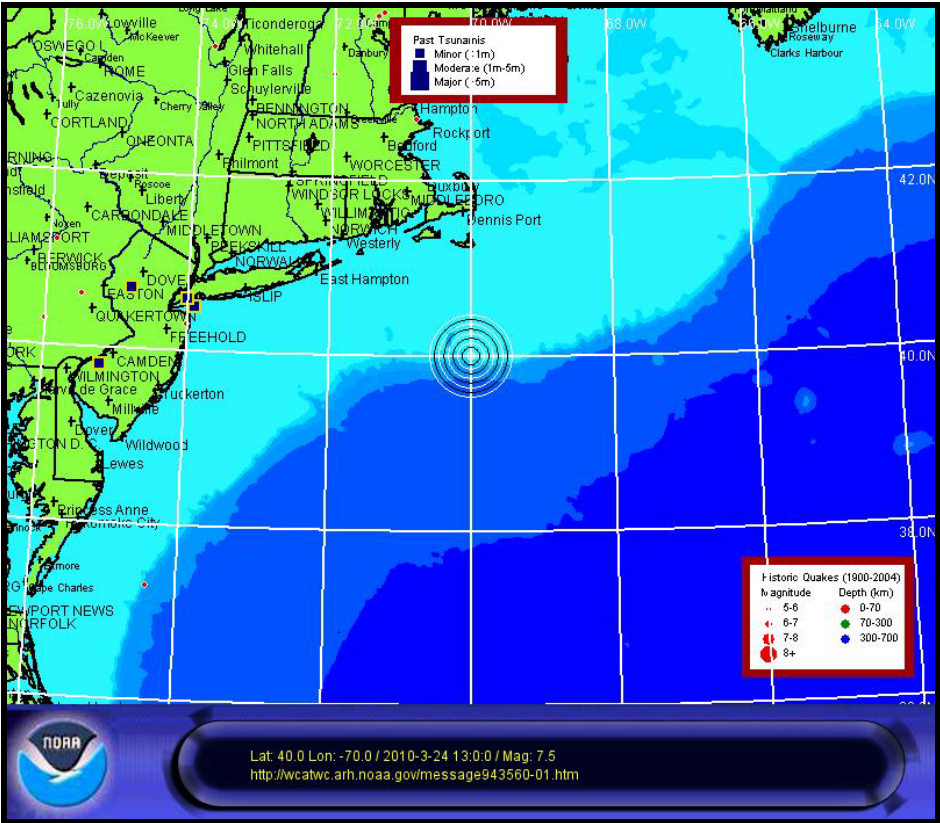 76.0W
74.0W
72.0W
70.0W
68.0W
64.0W
Lowville
McKeever
Ticonderoga
Shelburne
Roseway
Clarks Harbour
OSWEGO
Camden
ROME
Whitehall
Danbury
Glen Falls
Cazenovia
Cherry Valley
Schuylerville
Tully
CORTLAND
BENNINGTON
NORTH ADAMS
Hampton
Rockport
ONEONTA
PITTSFIELD
Bedford
Philmont
WORCESTER
Deposit
Roscoe
SPRINGFIELD
Duxbury
42.0N
Liberty
WINDSOR LOCKS
MIDDLEBORO
CARBONDALE
WILLIMANTIC
Dennis Port
MIDDLETOWN
NORWICH
PEEKSKILL
Westerly
BERWICK
BLOOMSBURG
NORWALK
DOVE
East Hampton
EASTON
ISLIP
QUAKERTOWN
FREEHOLD
40.0N
CAMDEN
WILMINGTON
de Grace
Tuckerton
Millville
Dover
Wildwood
Lewes
Princess Anne
Pokomoke City
38.0N
Exmore
Cape Charles
NEWPORT NEWS
NORFOLK
Past Tsunamis
Minor (<1m)
Moderate (1m-5m)
Major (>5m)
Historic Quakes (1900-2004)
Magnitude Depth (km)
5-6 0-70
6-7 70-300
7-8 300-700
8+
NOAA
Lat: 40.0 Lon: -70.0 / 2010-3-24 13:0:0 / Mag: 7.5
http://wcatwc.arh.noaa.gov/message943560-01.htm